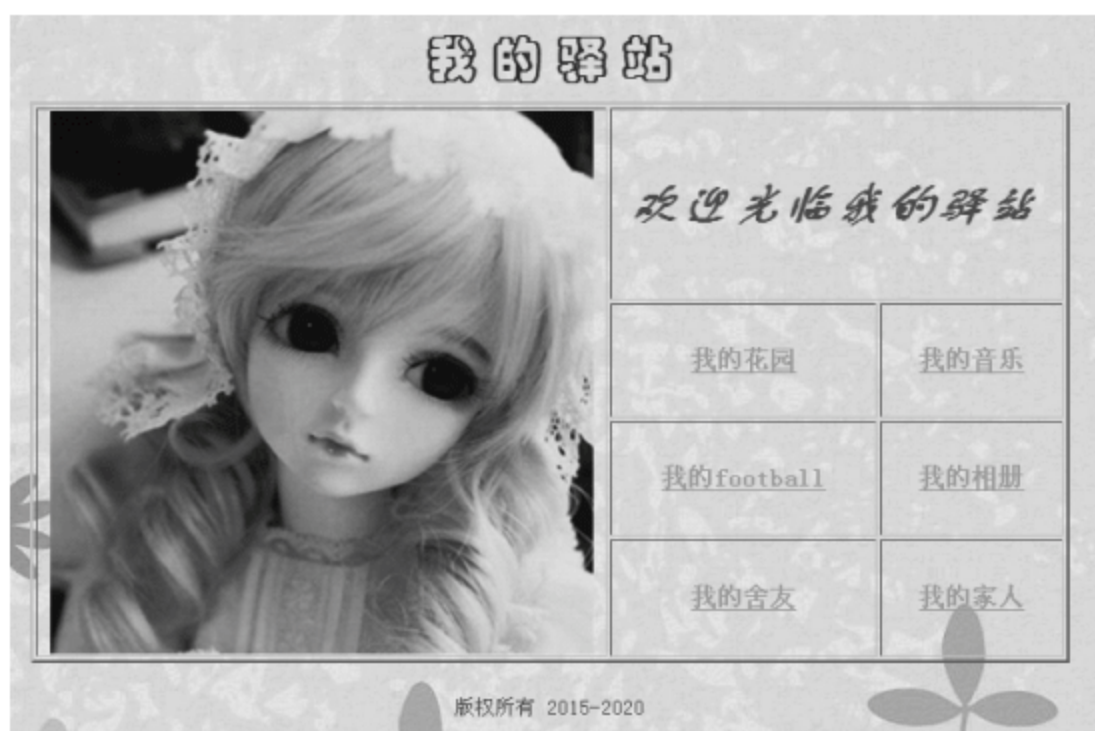 我的驿站
欢迎光临我的驿站
我的花园 我的音乐
我的football 我的相册
我的舍友 我的家人
版权所有 2015-2020